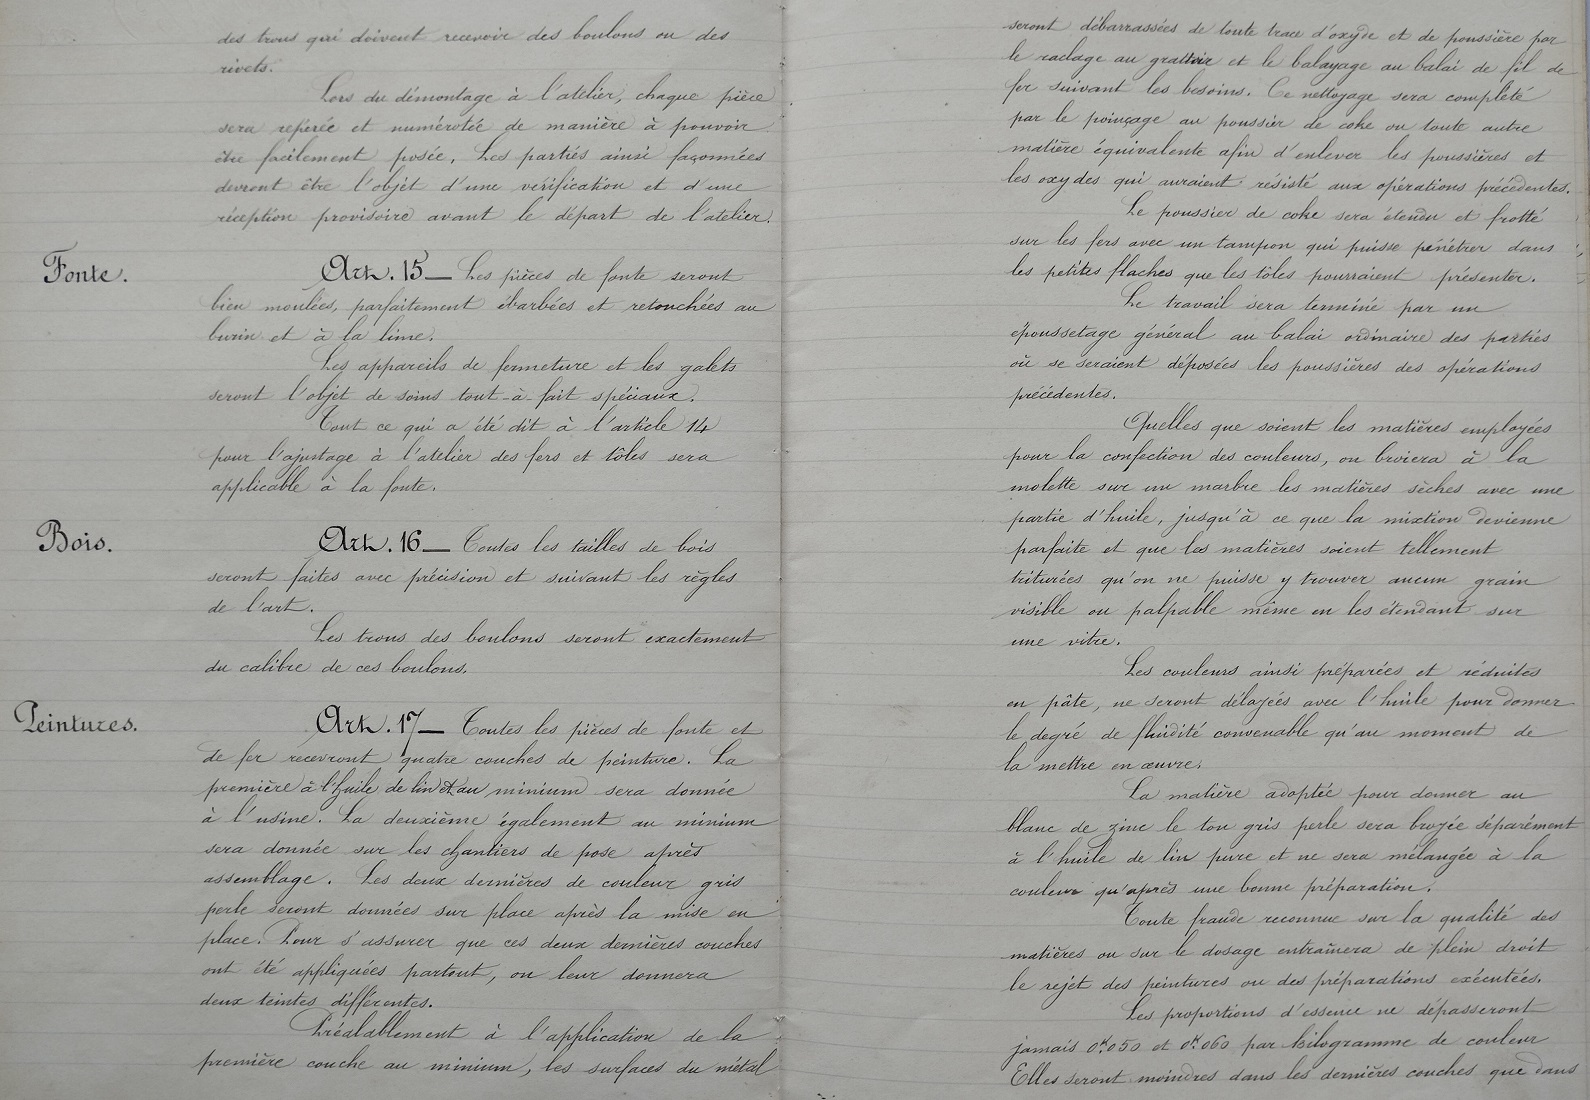 des trous qui doivent recevoir des boulons ou des
rivets.
Lors du démontage à l'atelier, chaque pièce
sera repérée et numérotée de manière à pouvoir
être facilement posée. Les parties ainsi façonnées
devront être l'objet d'une vérification et d'une
réception provisoire avant le départ de l'atelier.
Fonte.
Art. 15 — Les pièces de fonte seront
bien moulées, parfaitement ébarbées et retouchées au
burin et à la lime.
Les appareils de fermeture et les galets
seront l'objet de soins tout-à-fait spéciaux.
Tout ce qui a été dit à l'article 14
pour l'ajustage à l'atelier des fers et tôles sera
applicable à la fonte.
Bois.
Art. 16 — Toutes les tailles de bois
seront faites avec précision et suivant les règles
de l'art.
Les trous des boulons seront exactement
du calibre de ces boulons.
Peintures.
Art. 17 — Toutes les pièces de fonte et
de fer recevront quatre couches de peinture. La
première à l'huile de lin et au minium sera donnée
à l'usine. La deuxième également au minium
sera donnée sur les chantiers de pose après
assemblage. Les deux dernières de couleur gris
perle seront données sur place après la mise en
place. Pour s'assurer que ces deux dernières couches
ont été appliquées partout, on leur donnera
deux teintes différentes.
Préalablement à l'application de la
première couche au minium, les surfaces du métal
seront débarrassées de toute trace d'oxyde et de poussière par
le raclage au grattoir et le balayage au balai de fil de
fer suivant les besoins. Ce nettoyage sera complété
par le poinçage au poussier de coke ou toute autre
matière équivalente afin d'enlever les poussières et
les oxydes qui auraient résisté aux opérations précédentes.
Le poussier de coke sera étendu et frotté
sur les fers avec un tampon qui puisse pénétrer dans
les petites flaches que les tôles pourraient présenter.
Le travail sera terminé par un
époussetage général au balai ordinaire des parties
où se seraient déposées les poussières des opérations
précédentes.
Quelles que soient les matières employées
pour la confection des couleurs, on broiera à la
molette sur un marbre les matières sèches avec une
partie d'huile, jusqu'à ce que la mixtion devienne
parfaite et que les matières soient tellement
triturées qu'on ne puisse y trouver aucun grain
visible ou palpable même en les étendant sur
une vitre.
Les couleurs ainsi préparées et réduites
en pâte, ne seront délayées avec l'huile pour donner
le degré de fluidité convenable qu'au moment de
la mettre en œuvre.
La matière adoptée pour donner au
blanc de zinc le ton gris perle sera broyée séparément
à l'huile de lin pure et ne sera mélangée à la
couleur qu'après une bonne préparation.
Toute fraude reconnue sur la qualité des
matières ou sur le dosage entraînera de plein droit
le rejet des peintures ou des préparations exécutées.
Les proportions d'essence ne dépasseront
jamais 0k.050 et 0k.060 par kilogramme de couleur
Elles seront moindres dans les dernières couches que dans